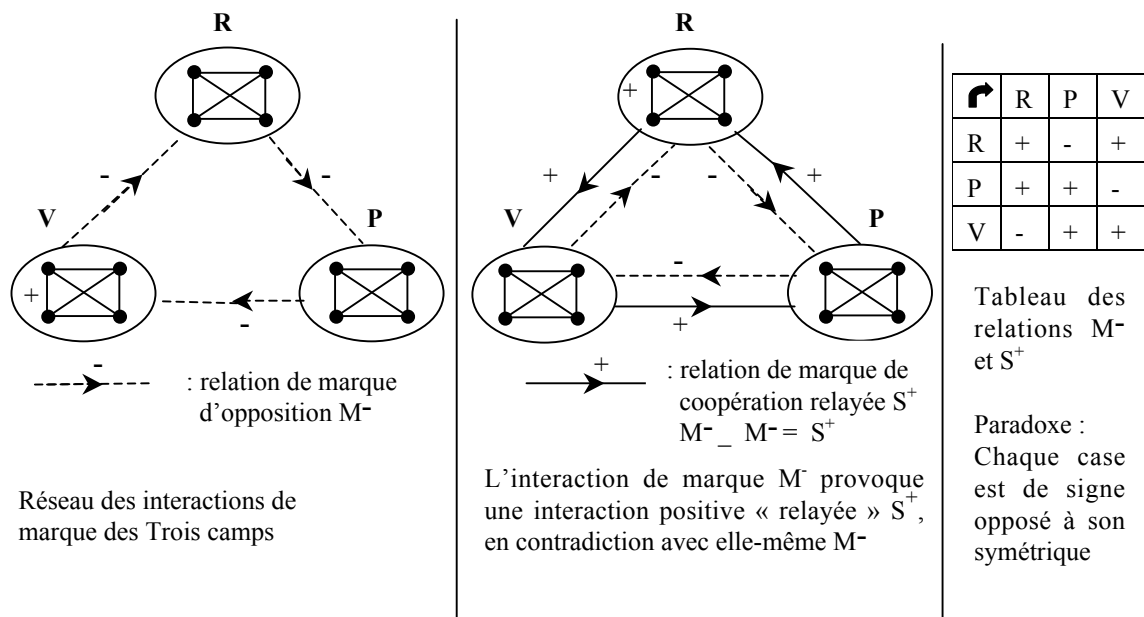 R
-
-
V
P
+
-
-
: relation de marque
d’opposition M-
Réseau des interactions de
marque des Trois camps
R
+
+
-
-
+
V
P
-
+
+
: relation de marque de
coopération relayée S+
M- _ M- = S+
L’interaction de marque M- provoque
une interaction positive « relayée » S+,
en contradiction avec elle-même M-
R P V
R + - +
P + + -
V - + +
Tableau des
relations M-
et S+
Paradoxe :
Chaque case
est de signe
opposé à son
symétrique